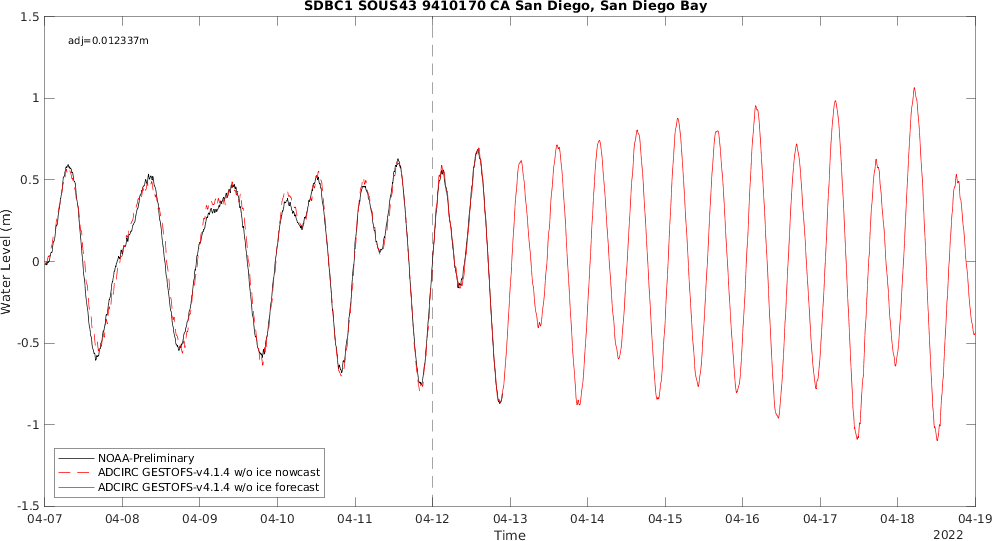 SDBC1 SOUS43 9410170 CA San Diego, San Diego Bay
1.5
adj=0.012337m
1
0.5
Water Level (m)
0
-0.5
-1
NOAA-Preliminary
ADCIRC GESTOFS-v4.1.4 w/o ice nowcast
ADCIRC GESTOFS-v4.1.4 w/o ice forecast
-1.5
04-07 04-08 04-09 04-10 04-11 04-12 04-13 04-14 04-15 04-16 04-17 04-18 04-19
Time
2022